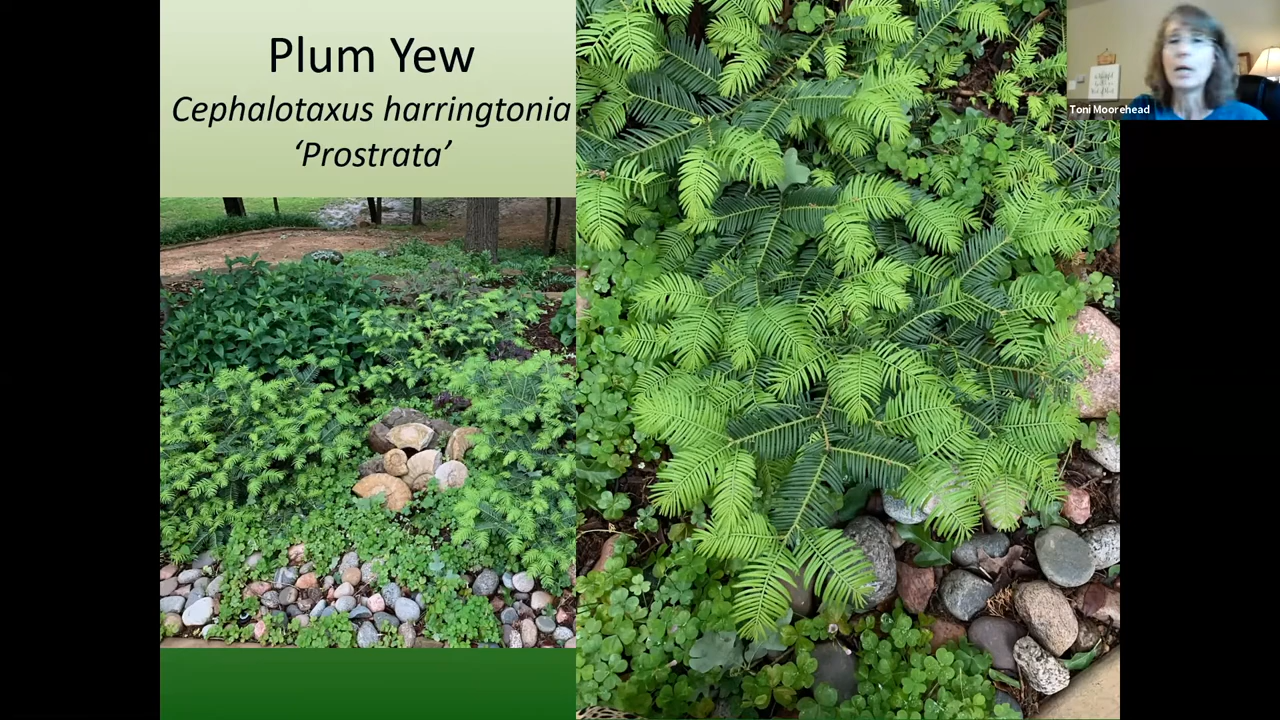 Plum Yew
Cephalotaxus harringtonia
‘Prostrata’
Toni Moorehead